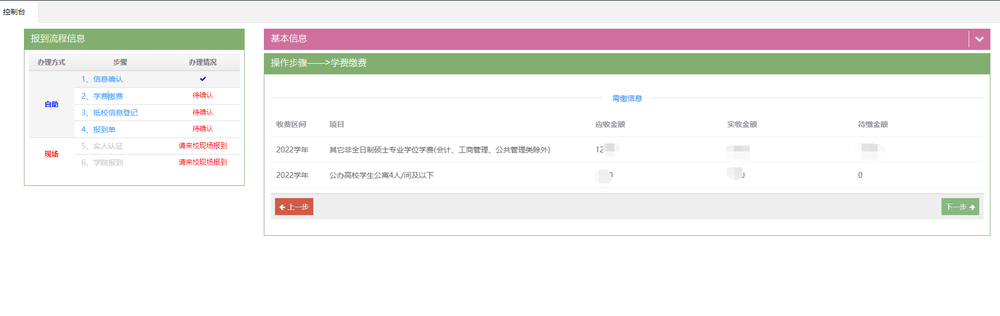 控制台
报到流程信息
办理方式 步骤 办理情况
自助
1、信息确认
2、学费缴费 待确认
3、抵校信息登记 待确认
4、报到单 待确认
现场
5、实人认证 请来校现场报到
6、学院报到 请来校现场报到
基本信息
操作步骤——>学费缴费
需缴信息
收费区间 项目 应收金额 实收金额 待缴金额
2022学年 其它非全日制硕士专业学位学费(会计、工商管理、公共管理类除外) 12
2022学年 公办高校学生公寓4人/间及以下 0 0 0
上一步 下一步